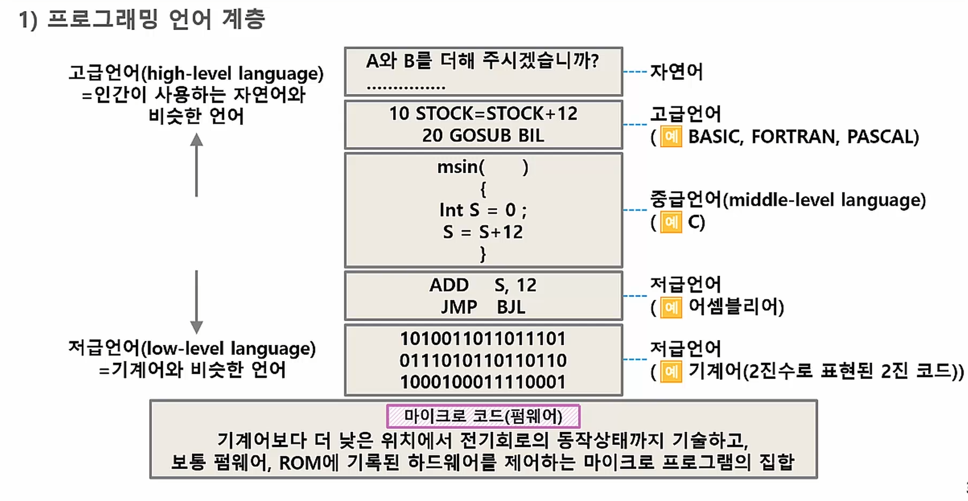 1) 프로그래밍 언어 계층
고급언어(high-level language)
=인간이 사용하는 자연어와
비슷한 언어
저급언어(low-level language)
=기계어와 비슷한 언어
A와 B를 더해 주시겠습니까?
...............
자연어
10 STOCK=STOCK+12
20 GOSUB BIL
고급언어
( 예 BASIC, FORTRAN, PASCAL)
msin( )
{
Int S = 0 ;
S = S+12
}
중급언어(middle-level language)
( 예 C)
ADD S, 12
JMP BJL
저급언어
( 예 어셈블리어)
1010011011011101
0111010110110110
1000100011110001
저급언어
( 예 기계어(2진수로 표현된 2진 코드))
마이크로 코드(펌웨어)
기계어보다 더 낮은 위치에서 전기회로의 동작상태까지 기술하고,
보통 펌웨어, ROM에 기록된 하드웨어를 제어하는 마이크로 프로그램의 집합